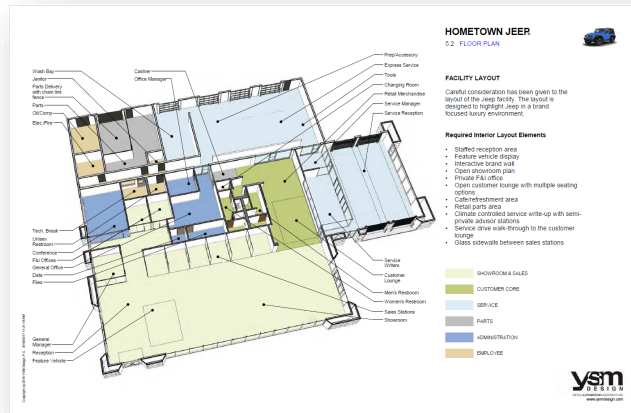 HOMETOWN JEEP
5.2 FLOOR PLAN
FACILITY LAYOUT
Careful consideration has been given to the
layout of the Jeep facility. The layout is
designed to highlight Jeep in a brand
focused luxury environment.
Required Interior Layout Elements
• Staffed reception area
• Feature vehicle display
• Interactive brand wall
• Open showroom plan
• Private F&I office
• Open customer lounge with multiple seating
options
• Cafe/refreshment area
• Retail parts area
• Climate controlled service write-up with semi-
private advisor stations
• Service drive walk-through to the customer
lounge
• Glass sidewalls between sales stations
SHOWROOM & SALES
CUSTOMER CORE
SERVICE
PARTS
ADMINISTRATION
EMPLOYEE
Wash Bay
Janitor
Parts Delivery
with chain link
fence
Parts
Oil/Comp
Elec./Fire
Cashier
Office Manager
Prep/Accessory
Express Service
Tools
Changing Room
Retail Merchandise
Service Manager
Service Reception
Tech. Break
Unisex
Restroom
Conference
F&I Offices
General Office
Data
Files
General
Manager
Reception
Feature Vehicle
Service
Writers
Customer
Lounge
Men's Restroom
Women's Restroom
Sales Stations
Showroom
ysm
DESIGN
www.ysmdesign.com